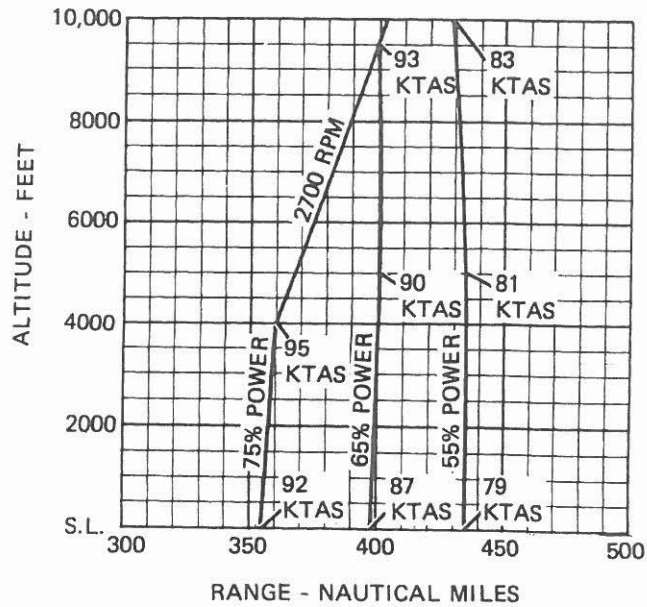 10,000
8000
6000
4000
2000
S.L.
ALTITUDE - FEET
93
KTAS
83
KTAS
2700 RPM
90
KTAS
81
KTAS
95
KTAS
75% POWER
65% POWER
55% POWER
92
KTAS
87
KTAS
79
KTAS
300
350
400
450
500
RANGE - NAUTICAL MILES